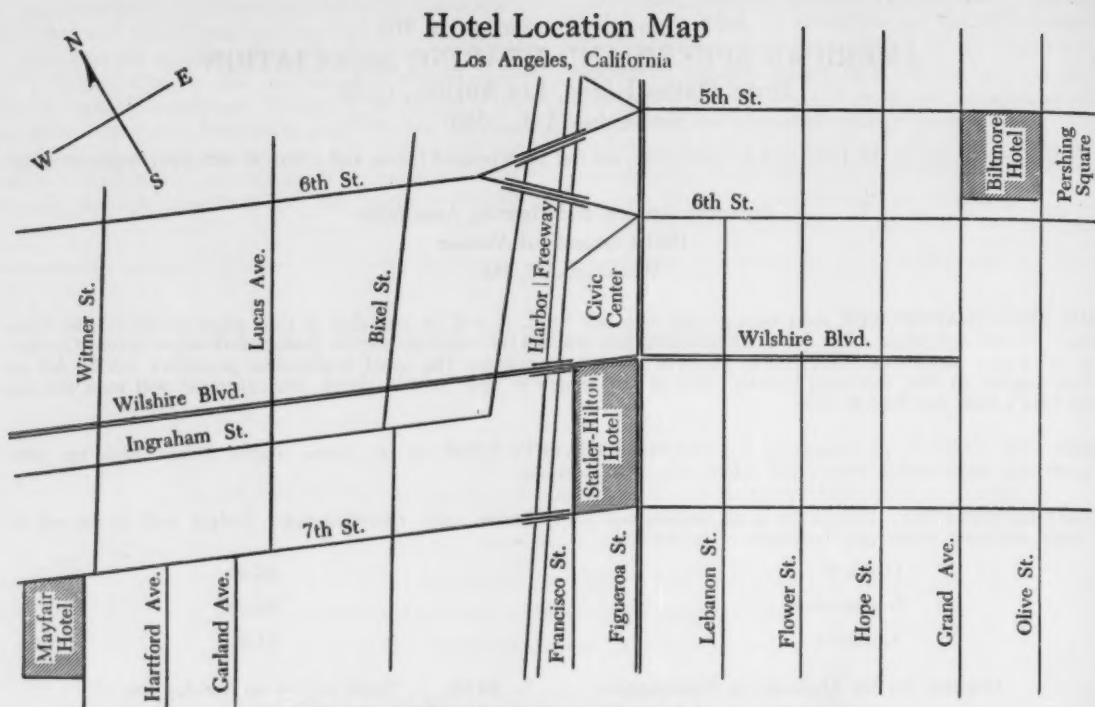 Hotel Location Map
Los Angeles, California
N
E
W
S
5th St.
6th St.
6th St.
Biltmore
Hotel
Pershing
Square
Witmer St.
Lucas Ave.
Bixel St.
Harbor Freeway
Civic
Center
Wilshire Blvd.
Wilshire Blvd.
Ingraham St.
Statler-Hilton
Hotel
7th St.
Mayfair
Hotel
Hartford Ave.
Garland Ave.
Francisco St.
Figueroa St.
Lebanon St.
Flower St.
Hope St.
Grand Ave.
Olive St.